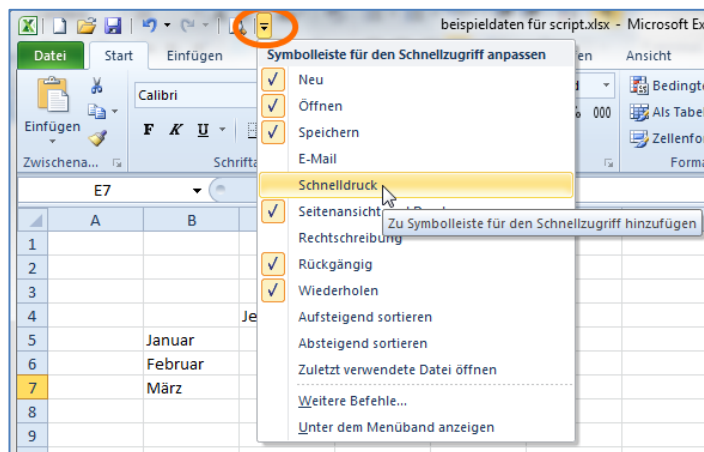 beispieldaten für script.xlsx - Microsoft Ex
Datei Start Einfügen en Ansicht
Symbolleiste für den Schnellzugriff anpassen
Neu
Öffnen
Speichern
E-Mail
Schnelldruck
Seitenansicht
Zu Symbolleiste für den Schnellzugriff hinzufügen
Rechtschreibung
Rückgängig
Wiederholen
Aufsteigend sortieren
Absteigend sortieren
Zuletzt verwendete Datei öffnen
Weitere Befehle...
Unter dem Menüband anzeigen
Einfügen
Zwischena...
Calibri
F K U
Schrifta
000
Bedingte
Als Tabel
Zellenfor
Forma
E7
A B
1
2
3
4 Je
5 Januar
6 Februar
7 März
8
9